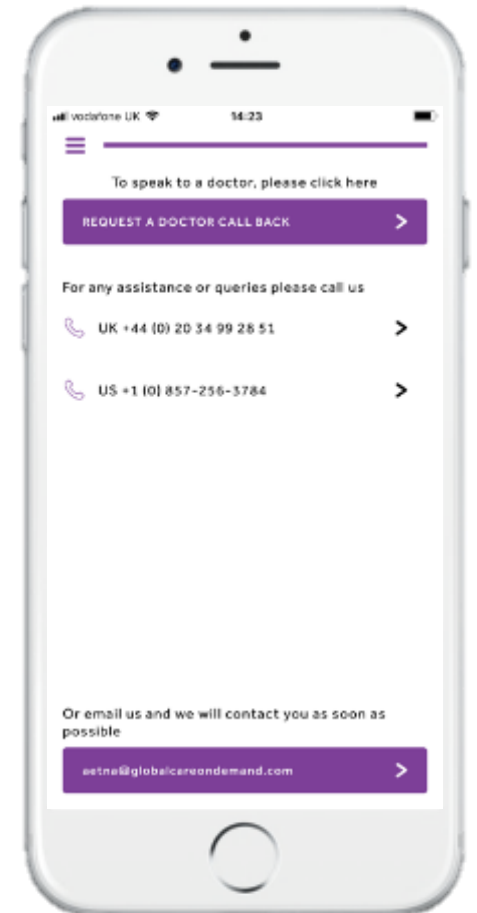 vodafone UK 14:23
To speak to a doctor, please click here
REQUEST A DOCTOR CALL BACK
For any assistance or queries please call us
UK +44 (0) 20 34 99 28 51
US +1 (0) 857-256-3784
Or email us and we will contact you as soon as
possible
aetna@globalcareondemand.com